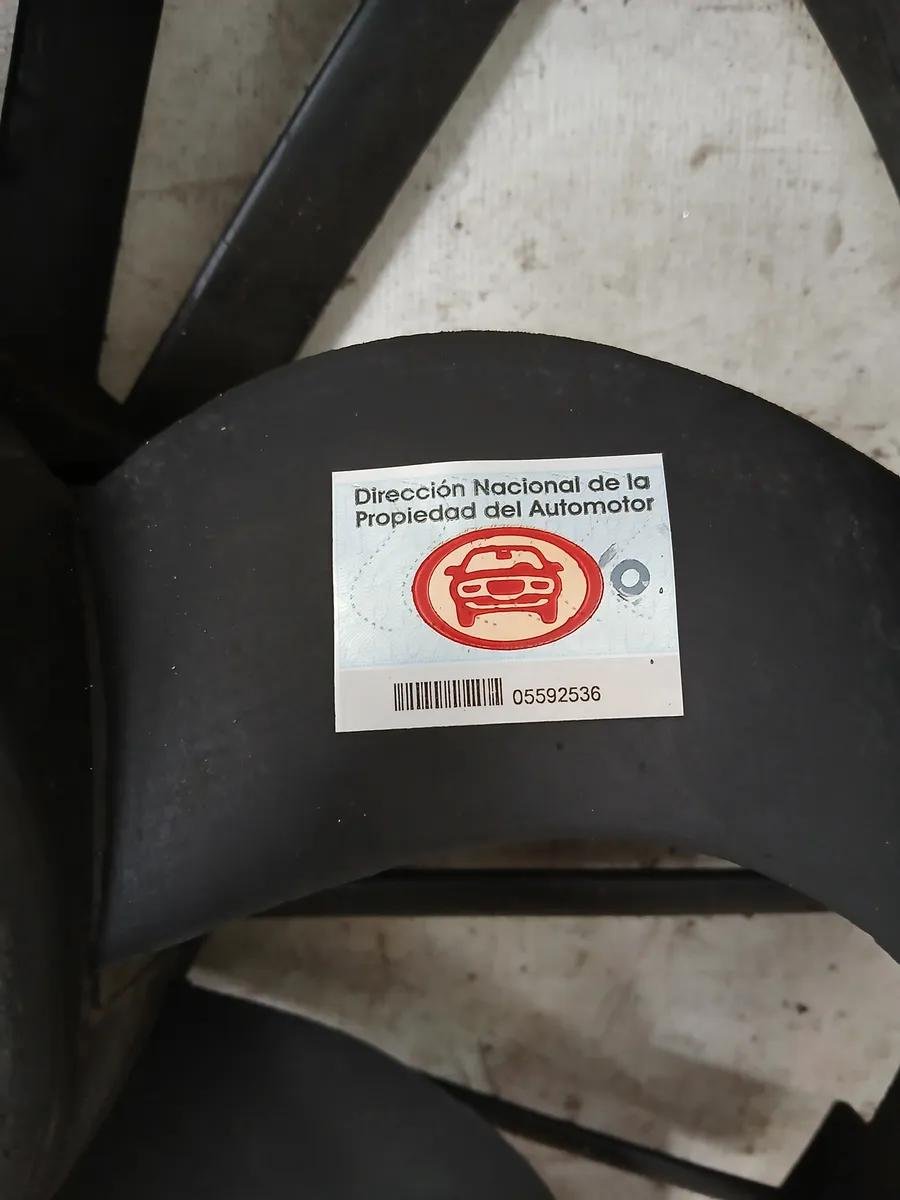 Dirección Nacional de la
Propiedad del Automotor
05592536